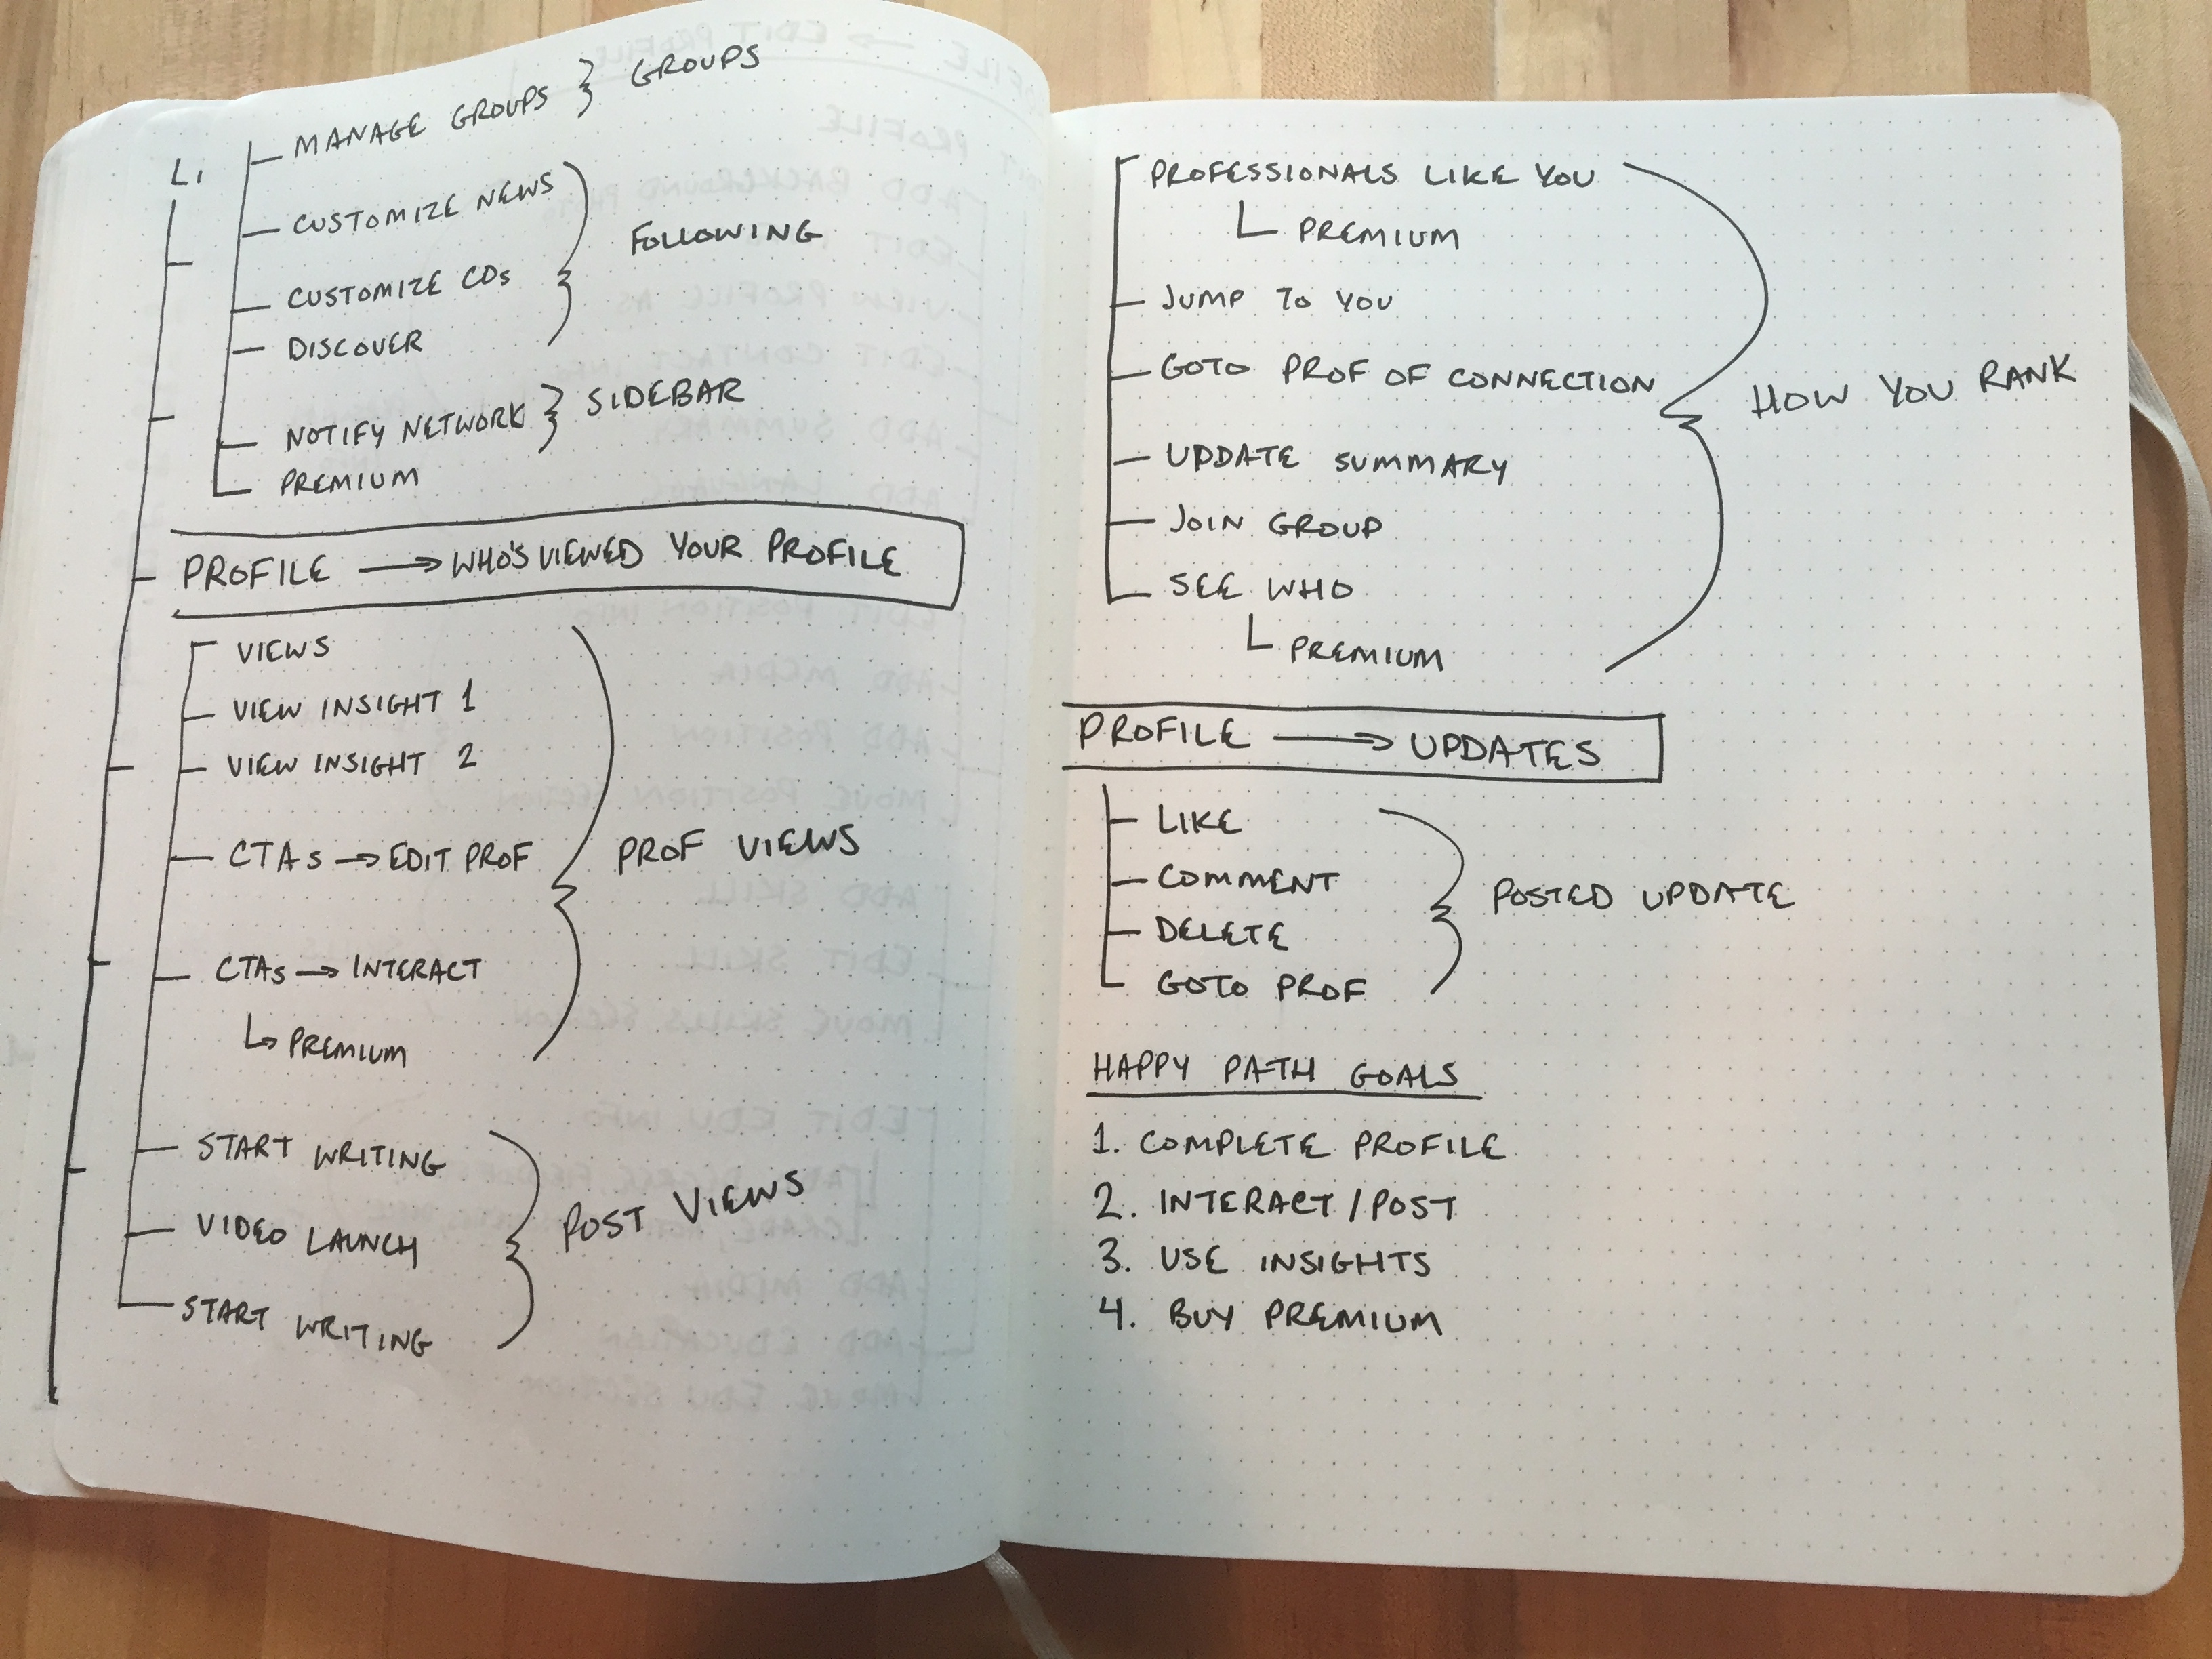 MANAGE GROUPS } GROUPS
CUSTOMIZE NEWS
CUSTOMIZE COs
DISCOVER
FOLLOWING
NOTIFY NETWORK } SIDEBAR
PREMIUM
PROFILE → WHO'S VIEWED YOUR PROFILE
VIEWS
VIEW INSIGHT 1
VIEW INSIGHT 2
CTAs → EDIT PROF
CTAs → INTERACT
↳ PREMIUM
PROF VIEWS
START WRITING
VIDEO LAUNCH
START WRITING
POST VIEWS
PROFESSIONALS LIKE YOU
PREMIUM
JUMP TO YOU
GOTO PROF OF CONNECTION
UPDATE SUMMARY
JOIN GROUP
SEE WHO
PREMIUM
HOW YOU RANK
PROFILE → UPDATES
LIKE
COMMENT
DELETE
GOTO PROF
POSTED UPDATE
HAPPY PATH GOALS
1. COMPLETE PROFILE
2. INTERACT/POST
3. USE INSIGHTS
4. BUY PREMIUM